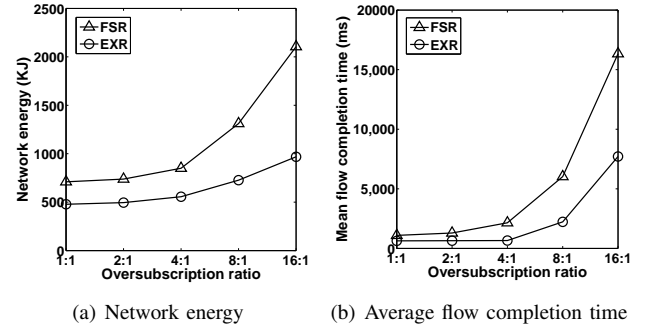 2500
2000
1500
1000
500
0
Network energy (KJ)
FSR
EXR
1:1 2:1 4:1 8:1 16:1
Oversubscription ratio
(a) Network energy
20000
15,000
10,000
5,000
0
Mean flow completion time (ms)
FSR
EXR
1:1 2:1 4:1 8:1 16:1
Oversubscription ratio
(b) Average flow completion time